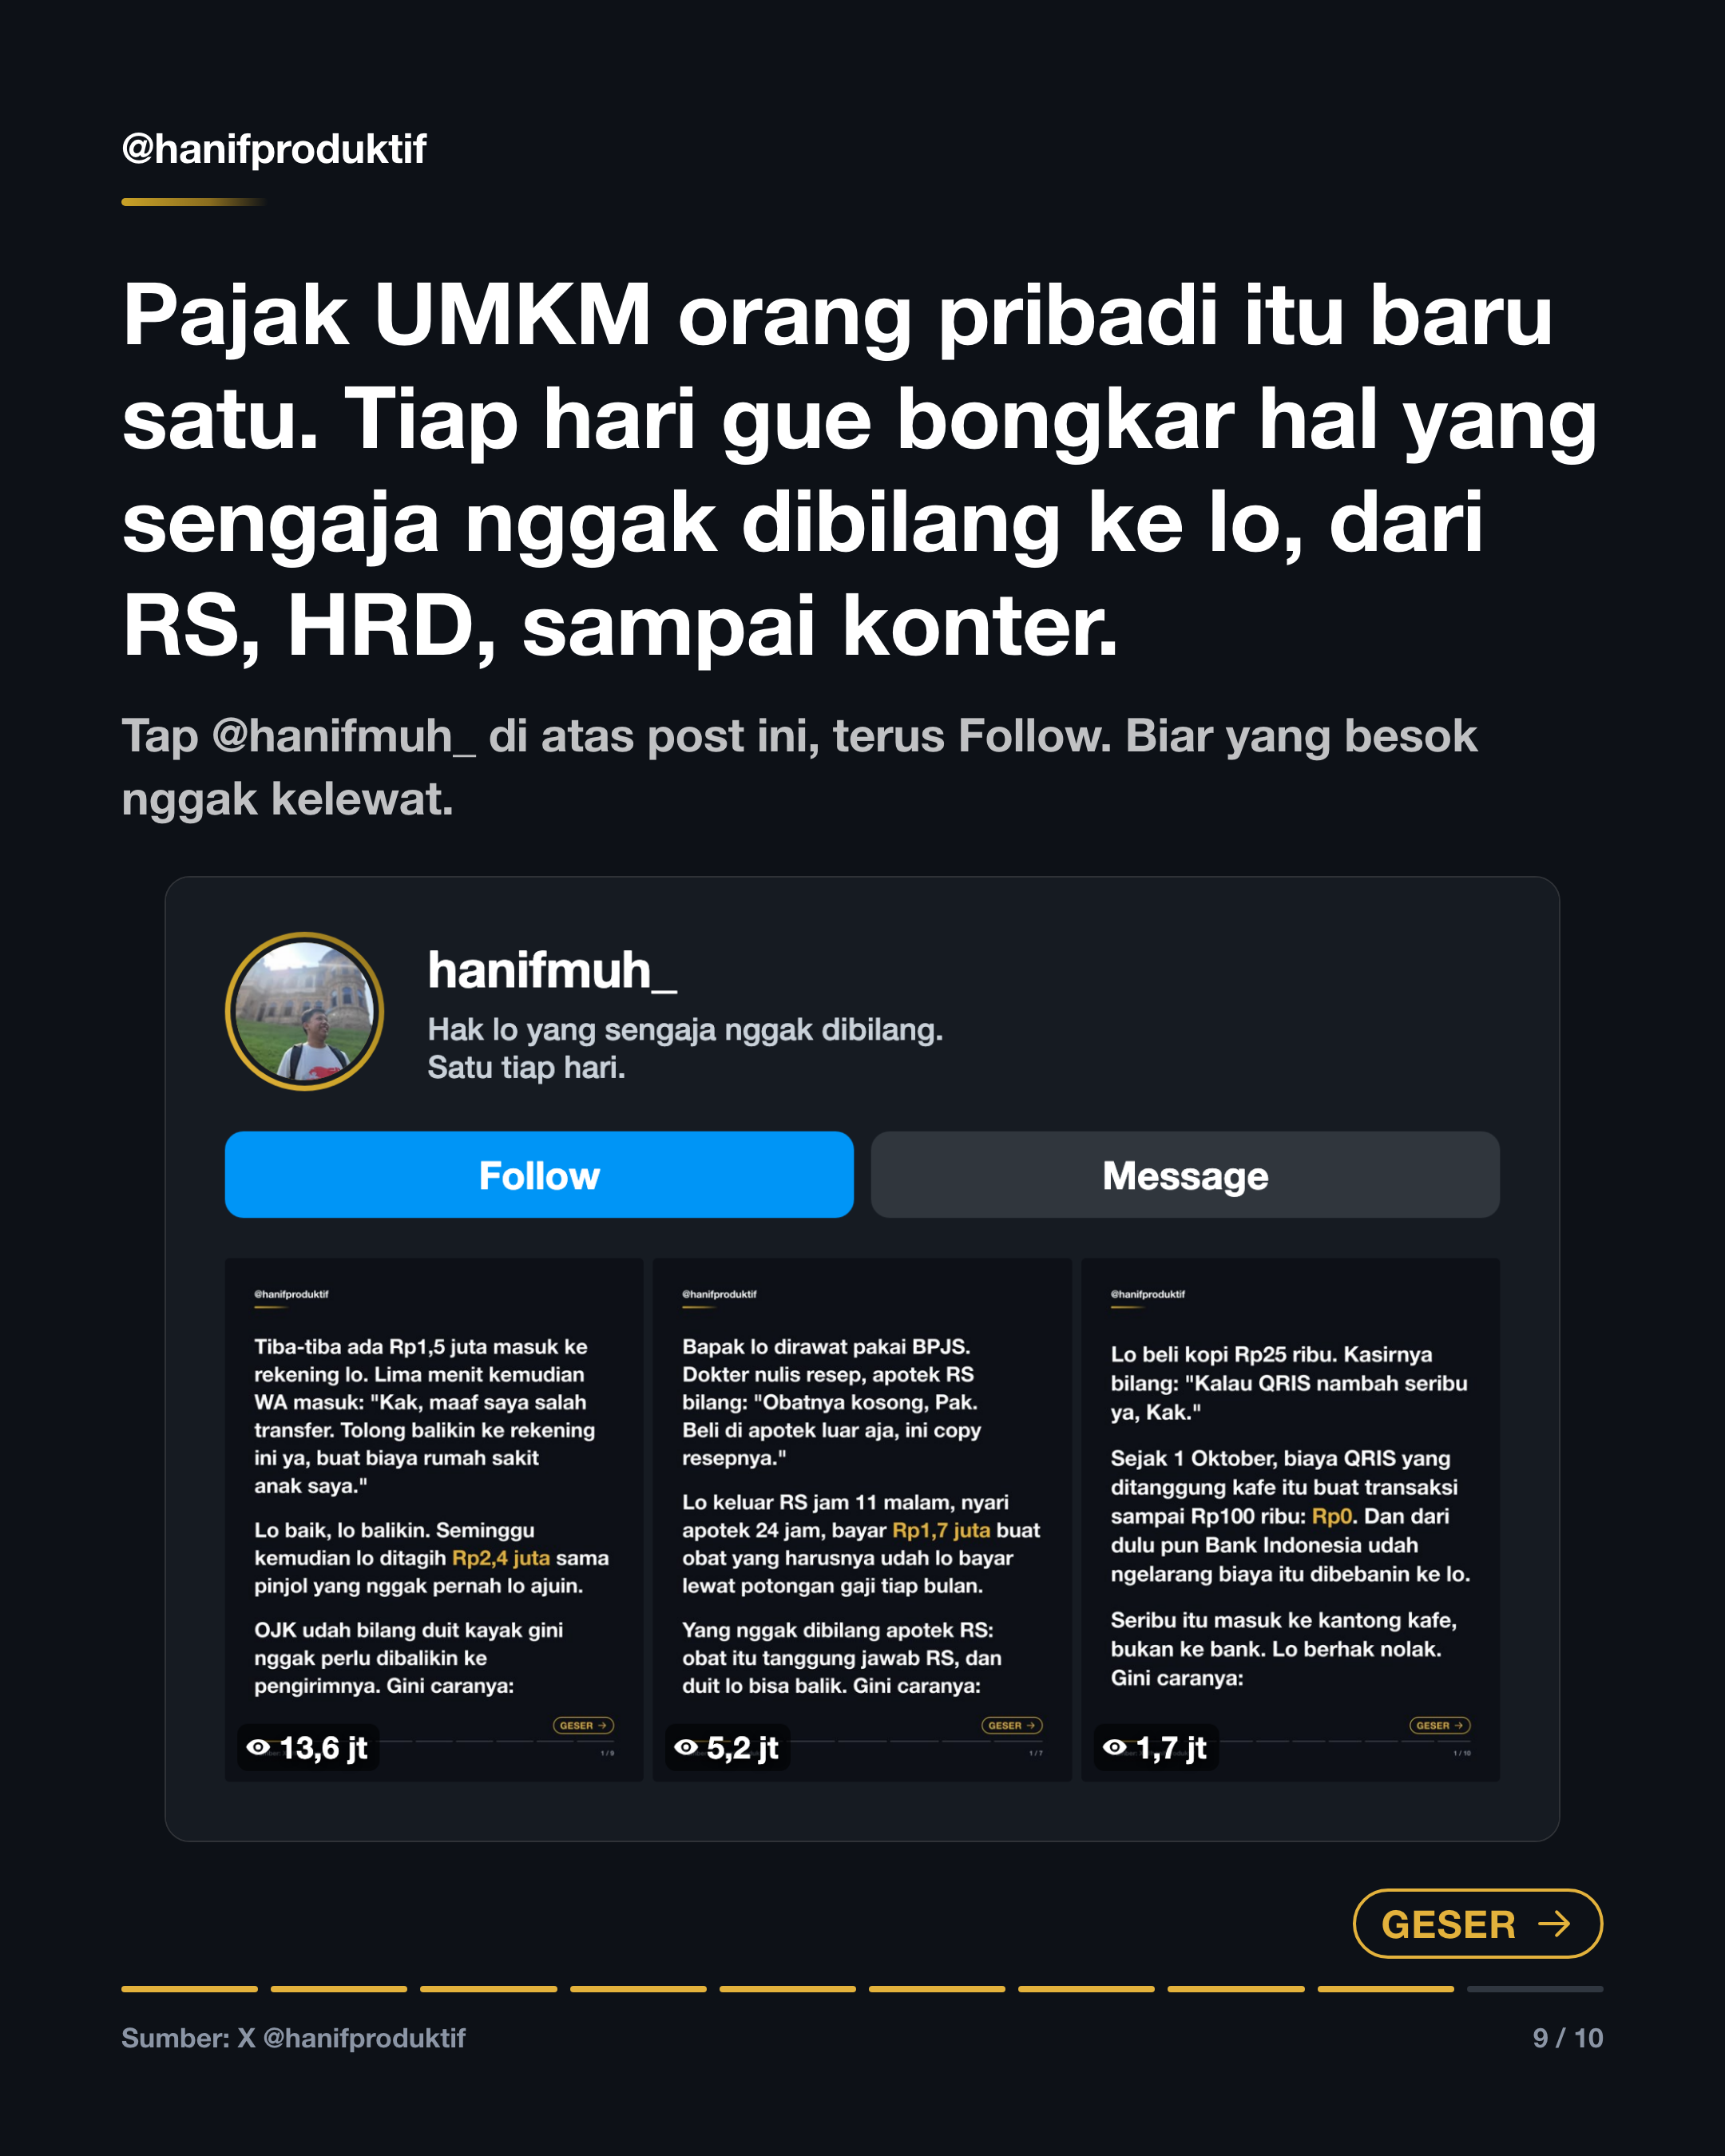 @hanifproduktif
Pajak UMKM orang pribadi itu baru
satu. Tiap hari gue bongkar hal yang
sengaja nggak dibilang ke lo, dari
RS, HRD, sampai konter.
Tap @hanifmuh_ di atas post ini, terus Follow. Biar yang besok
nggak kelewat.
hanifmuh_
Hak lo yang sengaja nggak dibilang.
Satu tiap hari.
Follow
Message
@hanifproduktif
Tiba-tiba ada Rp1,5 juta masuk ke
rekening lo. Lima menit kemudian
WA masuk: "Kak, maaf saya salah
transfer. Tolong balikin ke rekening
ini ya, buat biaya rumah sakit
anak saya."
Lo baik, lo balikin. Seminggu
kemudian lo ditagih Rp2,4 juta sama
pinjol yang nggak pernah lo ajuin.
OJK udah bilang duit kayak gini
nggak perlu dibalikin ke
pengirimnya. Gini caranya:
GESER →
13,6 jt
1 / 8
@hanifproduktif
Bapak lo dirawat pakai BPJS.
Dokter nulis resep, apotek RS
bilang: "Obatnya kosong, Pak.
Beli di apotek luar aja, ini copy
resepnya."
Lo keluar RS jam 11 malam, nyari
apotek 24 jam, bayar Rp1,7 juta buat
obat yang harusnya udah lo bayar
lewat potongan gaji tiap bulan.
Yang nggak dibilang apotek RS:
obat itu tanggung jawab RS, dan
duit lo bisa balik. Gini caranya:
GESER →
5,2 jt
1 / 7
@hanifproduktif
Lo beli kopi Rp25 ribu. Kasirnya
bilang: "Kalau QRIS nambah seribu
ya, Kak."
Sejak 1 Oktober, biaya QRIS yang
ditanggung kafe itu buat transaksi
sampai Rp100 ribu: Rp0. Dan dari
dulu pun Bank Indonesia udah
ngelarang biaya itu dibebanin ke lo.
Seribu itu masuk ke kantong kafe,
bukan ke bank. Lo berhak nolak.
Gini caranya:
GESER →
1,7 jt
1 / 10
GESER →
Sumber: X @hanifproduktif
9 / 10